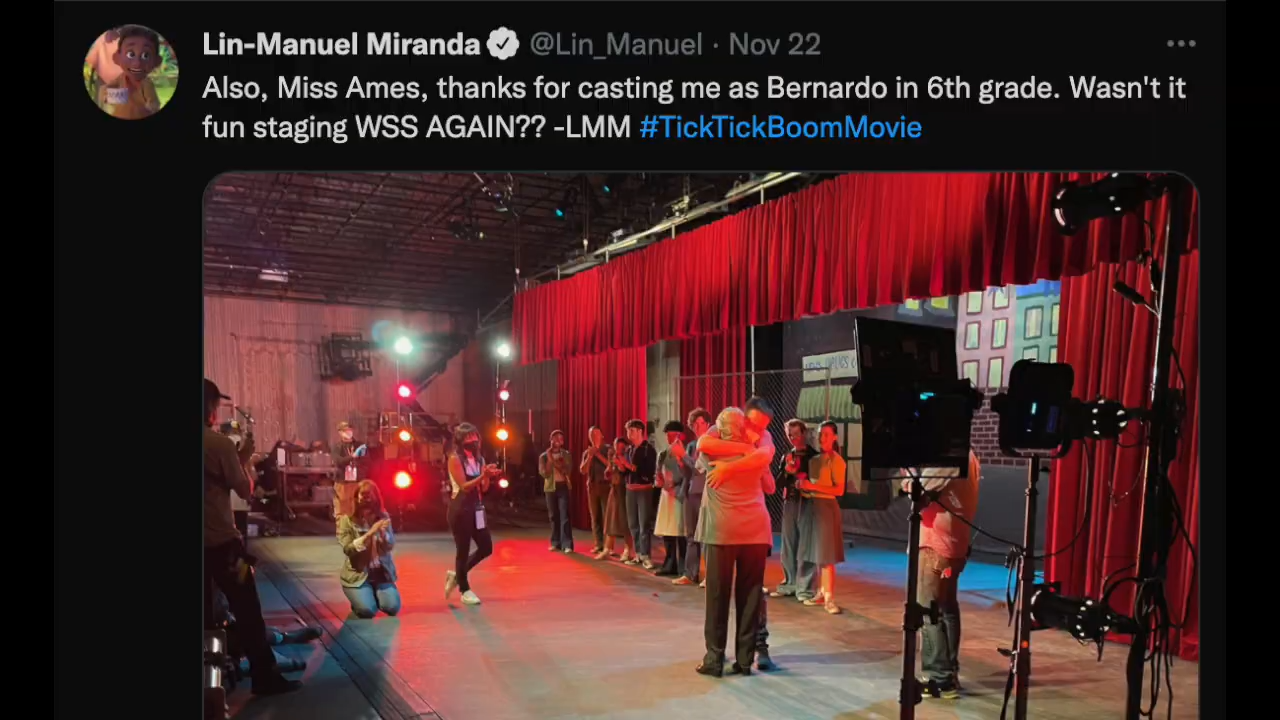 Lin-Manuel Miranda @Lin_Manuel · Nov 22
Also, Miss Ames, thanks for casting me as Bernardo in 6th grade. Wasn't it
fun staging WSS AGAIN?? -LMM #TickTickBoomMovie